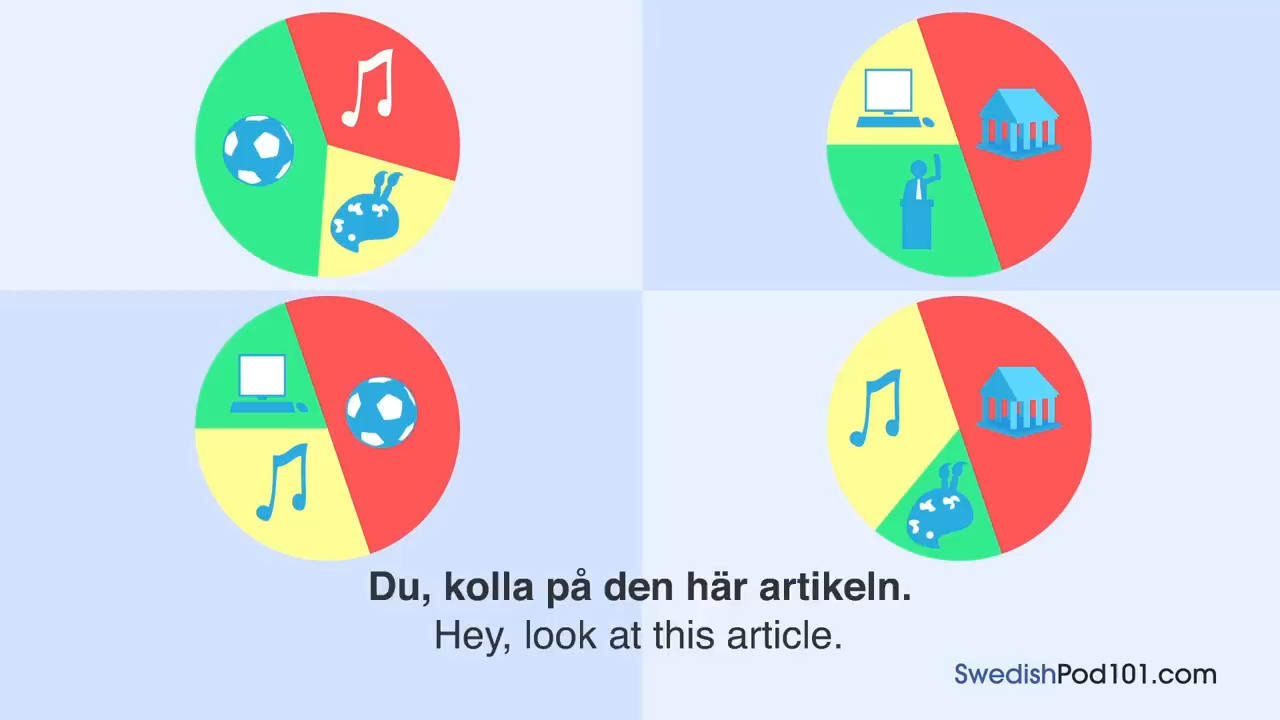 Du, kolla på den här artikeln.
Hey, look at this article.
SwedishPod101.com